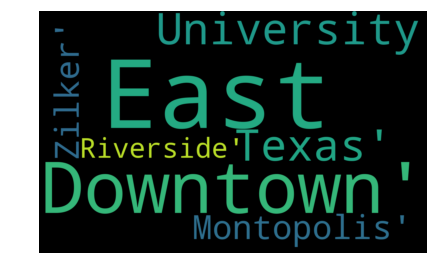 University
East
Zilker'
Riverside'
Texas'
Downtown'
Montopolis'